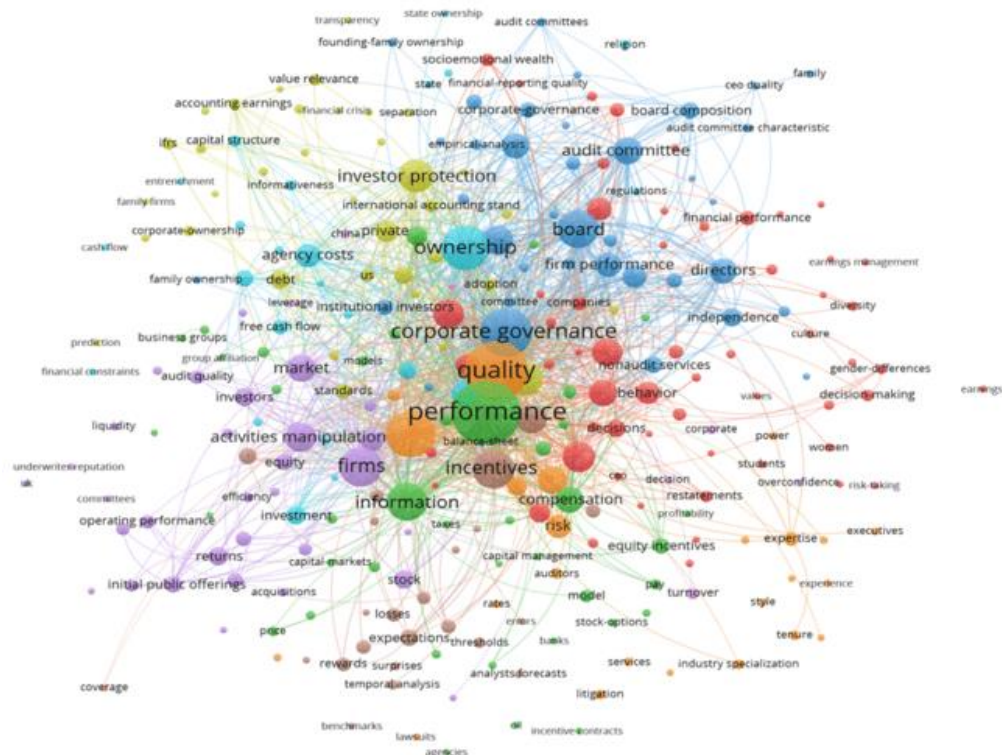 state ownership
transparency
audit committees
founding-family ownership
religion
socioemotional wealth
family
value relevance
state
financial-reporting quality
ceo duality
accounting earnings
financial crisis
separation
corporate-governance
board composition
audit committee characteristic
ifrs
capital structure
empirical-analysis
audit committee
entrenchment
informativeness
investor protection
regulations
family firms
international accounting stand
corporate-ownership
china
private
board
financial performance
cash flow
ownership
agency costs
firm performance
directors
earnings management
family ownership
debt
us
adoption
leverage
institutional investors
committee
companies
diversity
free cash flow
independence
business groups
corporate governance
culture
prediction
group affiliation
models
financial constraints
market
quality
nonaudit services
gender-differences
audit quality
standards
behavior
decision-making
earnings
investors
values
liquidity
performance
corporate
activities manipulation
balance-sheet
decisions
power
women
underwriter reputation
equity
firms
incentives
students
uk
ceo
decision
overconfidence
risk-taking
committees
efficiency
information
compensation
restatements
operating performance
investment
taxes
risk
profitability
executives
expertise
returns
capital-markets
capital management
equity incentives
initial public offerings
acquisitions
stock
auditors
pay
turnover
experience
model
rates
style
losses
stock-options
price
expectations
thresholds
errors
banks
tenure
rewards
surprises
analysts forecasts
services
industry specialization
coverage
temporal analysis
litigation
benchmarks
lawsuits
incentive contracts
agencies